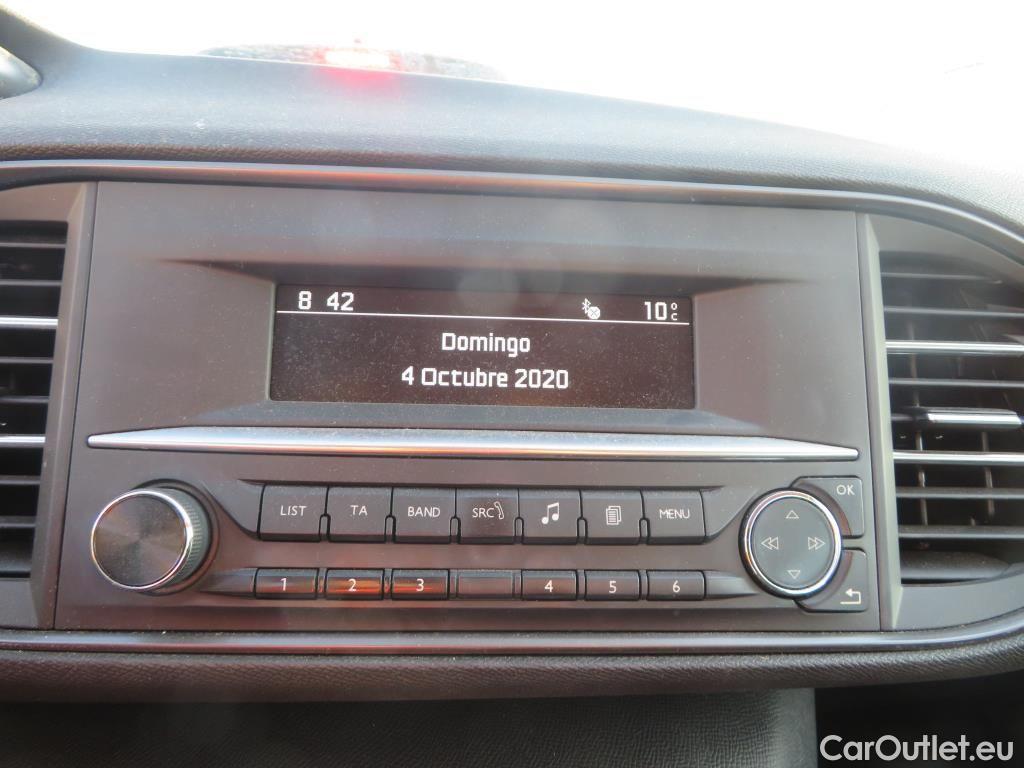 8 42 10 °C
Domingo
4 Octubre 2020
LIST TA BAND SRC MENU OK
1 2 3 4 5 6
CarOutlet.eu